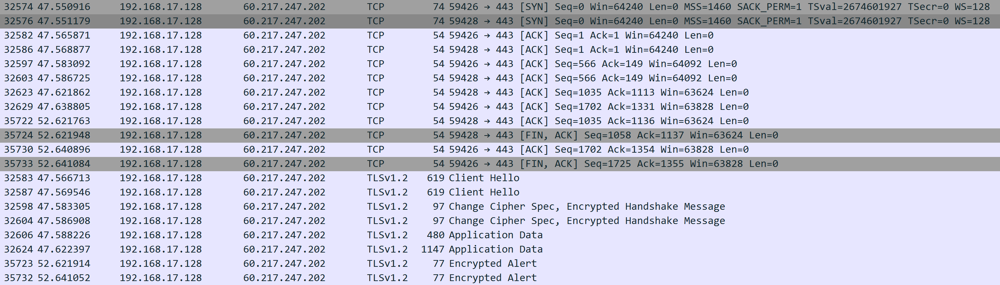 32574 47.550916 192.168.17.128 60.217.247.202 TCP 74 59426 → 443 [SYN] Seq=0 Win=64240 Len=0 MSS=1460 SACK_PERM=1 TSval=2674601927 TSecr=0 WS=128
32576 47.551179 192.168.17.128 60.217.247.202 TCP 74 59428 → 443 [SYN] Seq=0 Win=64240 Len=0 MSS=1460 SACK_PERM=1 TSval=2674601927 TSecr=0 WS=128
32582 47.565871 192.168.17.128 60.217.247.202 TCP 54 59426 → 443 [ACK] Seq=1 Ack=1 Win=64240 Len=0
32586 47.568877 192.168.17.128 60.217.247.202 TCP 54 59428 → 443 [ACK] Seq=1 Ack=1 Win=64240 Len=0
32597 47.583092 192.168.17.128 60.217.247.202 TCP 54 59426 → 443 [ACK] Seq=566 Ack=149 Win=64092 Len=0
32603 47.586725 192.168.17.128 60.217.247.202 TCP 54 59428 → 443 [ACK] Seq=566 Ack=149 Win=64092 Len=0
32623 47.621862 192.168.17.128 60.217.247.202 TCP 54 59428 → 443 [ACK] Seq=1035 Ack=1113 Win=63624 Len=0
32629 47.638805 192.168.17.128 60.217.247.202 TCP 54 59426 → 443 [ACK] Seq=1702 Ack=1331 Win=63828 Len=0
35722 52.621763 192.168.17.128 60.217.247.202 TCP 54 59428 → 443 [ACK] Seq=1035 Ack=1136 Win=63624 Len=0
35724 52.621948 192.168.17.128 60.217.247.202 TCP 54 59428 → 443 [FIN, ACK] Seq=1058 Ack=1137 Win=63624 Len=0
35730 52.640896 192.168.17.128 60.217.247.202 TCP 54 59426 → 443 [ACK] Seq=1702 Ack=1354 Win=63828 Len=0
35733 52.641084 192.168.17.128 60.217.247.202 TCP 54 59426 → 443 [FIN, ACK] Seq=1725 Ack=1355 Win=63828 Len=0
32583 47.566713 192.168.17.128 60.217.247.202 TLSv1.2 619 Client Hello
32587 47.569546 192.168.17.128 60.217.247.202 TLSv1.2 619 Client Hello
32598 47.583305 192.168.17.128 60.217.247.202 TLSv1.2 97 Change Cipher Spec, Encrypted Handshake Message
32604 47.586908 192.168.17.128 60.217.247.202 TLSv1.2 97 Change Cipher Spec, Encrypted Handshake Message
32606 47.588226 192.168.17.128 60.217.247.202 TLSv1.2 480 Application Data
32624 47.622397 192.168.17.128 60.217.247.202 TLSv1.2 1147 Application Data
35723 52.621914 192.168.17.128 60.217.247.202 TLSv1.2 77 Encrypted Alert
35732 52.641052 192.168.17.128 60.217.247.202 TLSv1.2 77 Encrypted Alert